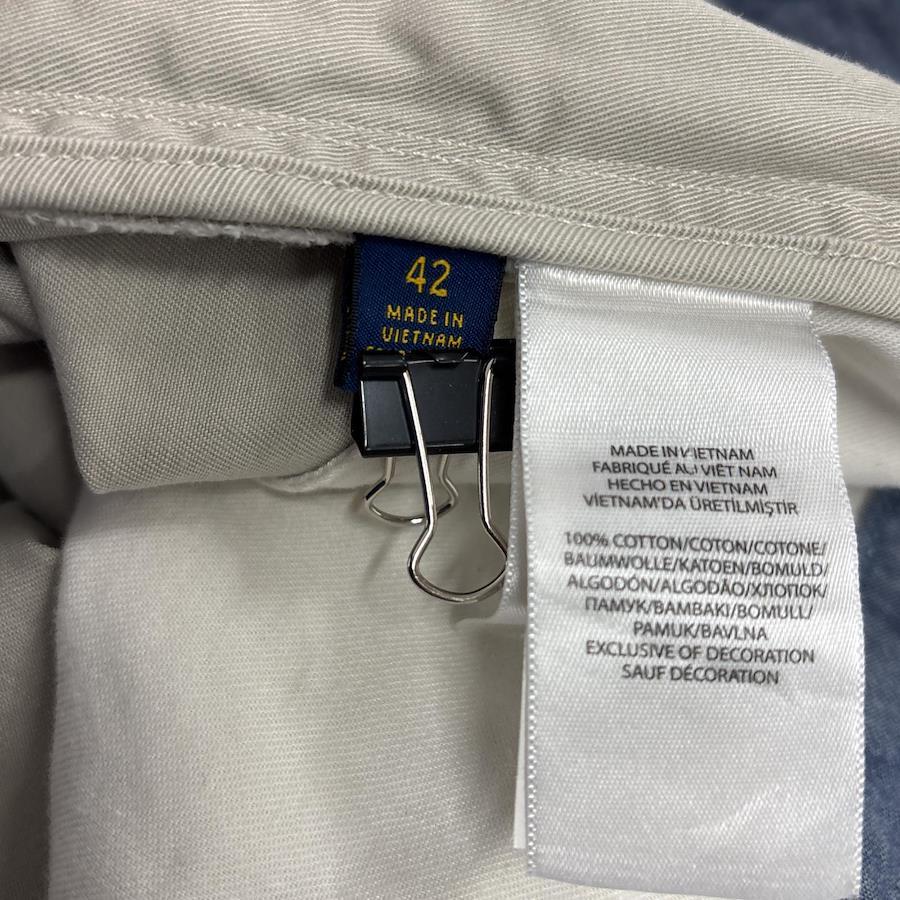 42
MADE IN
VIETNAM
MADE IN VIETNAM
FABRIQUÉ AU VIÊT NAM
HECHO EN VIETNAM
VİETNAM'DA ÜRETİLMİŞTİR
100% COTTON/COTON/COTONE/
BAUMWOLLE/KATOEN/BOMULD/
ALGODÓN/ALGODÃO/ХЛОПОК/
ПАМУК/ΒΑΜΒΑΚΙ/BOMULL/
PAMUK/BAVLNA
EXCLUSIVE OF DECORATION
SAUF DÉCORATION